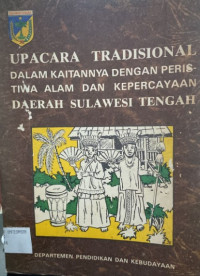 UPACARA TRADISIONAL
DALAM KAITANNYA DENGAN PERIS-
TIWA ALAM DAN KEPERCAYAAN
DAERAH SULAWESI TENGAH
DEPARTEMEN PENDIDIKAN DAN KEBUDAYAAN